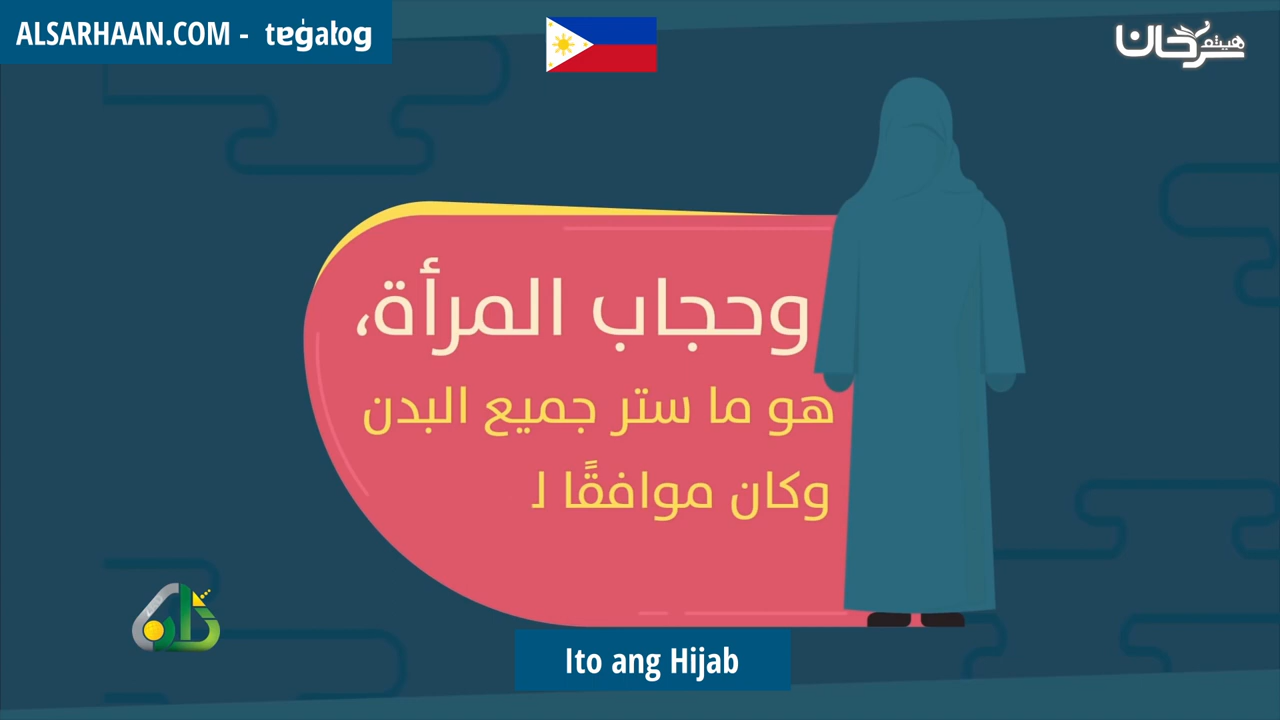 ALSARHAAN.COM - tegalog
هيثم سرحان
وحجاب المرأة،
هو ما ستر جميع البدن
وكان موافقًا لـ
Ito ang Hijab